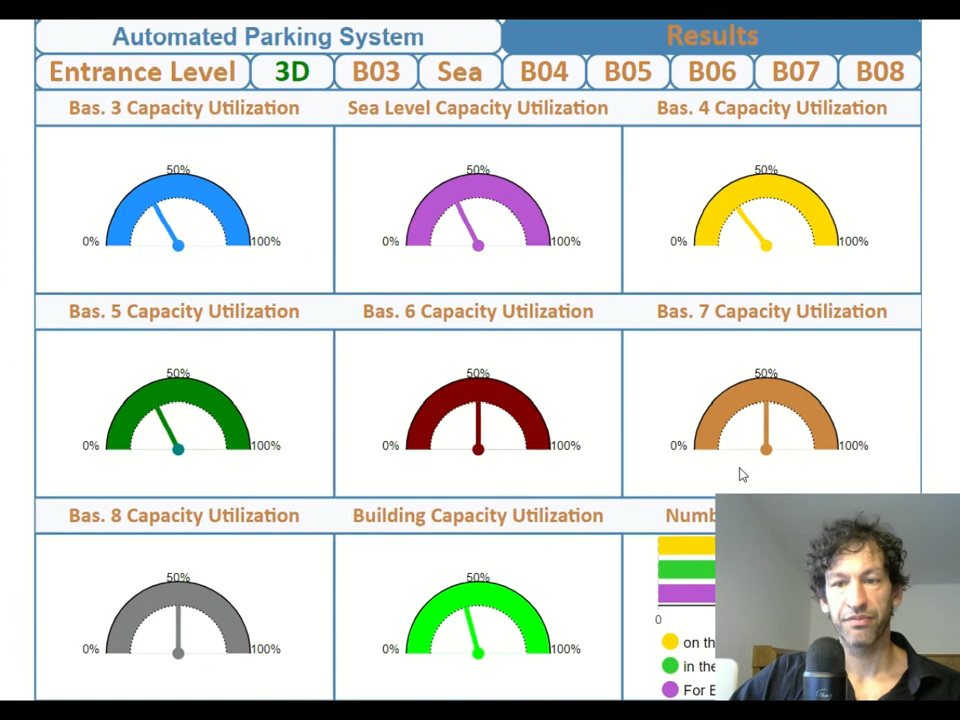 Automated Parking System
Results
Entrance Level 3D B03 Sea B04 B05 B06 B07 B08
Bas. 3 Capacity Utilization Sea Level Capacity Utilization Bas. 4 Capacity Utilization
50% 50% 50%
0% 100% 0% 100% 0% 100%
Bas. 5 Capacity Utilization Bas. 6 Capacity Utilization Bas. 7 Capacity Utilization
50% 50% 50%
0% 100% 0% 100% 0% 100%
Bas. 8 Capacity Utilization Building Capacity Utilization
50% 50%
0% 100% 0% 100%
0
on
in the
For